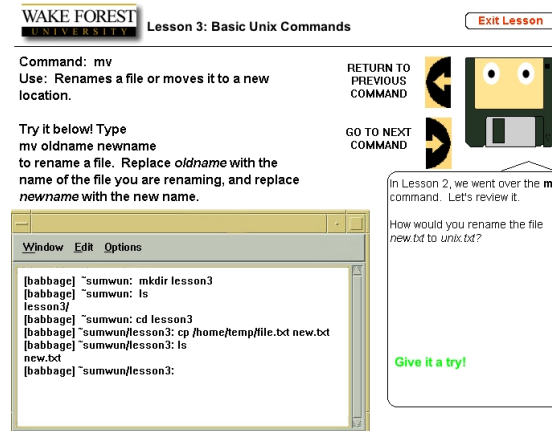 WAKE FOREST
UNIVERSITY
Lesson 3: Basic Unix Commands
Exit Lesson
Command: mv
Use: Renames a file or moves it to a new
location.
Try it below! Type
mv oldname newname
to rename a file. Replace oldname with the
name of the file you are renaming, and replace
newname with the new name.
RETURN TO
PREVIOUS
COMMAND
GO TO NEXT
COMMAND
In Lesson 2, we went over the m
command. Let's review it.
How would you rename the file
new.txt to unix.txt?
Give it a try!
Window Edit Options
[babbage] ~sumwun: mkdir lesson3
[babbage] ~sumwun: ls
lesson3/
[babbage] ~sumwun: cd lesson3
[babbage] ~sumwun/lesson3: cp /home/temp/file.txt new.txt
[babbage] ~sumwun/lesson3: ls
new.txt
[babbage] ~sumwun/lesson3: